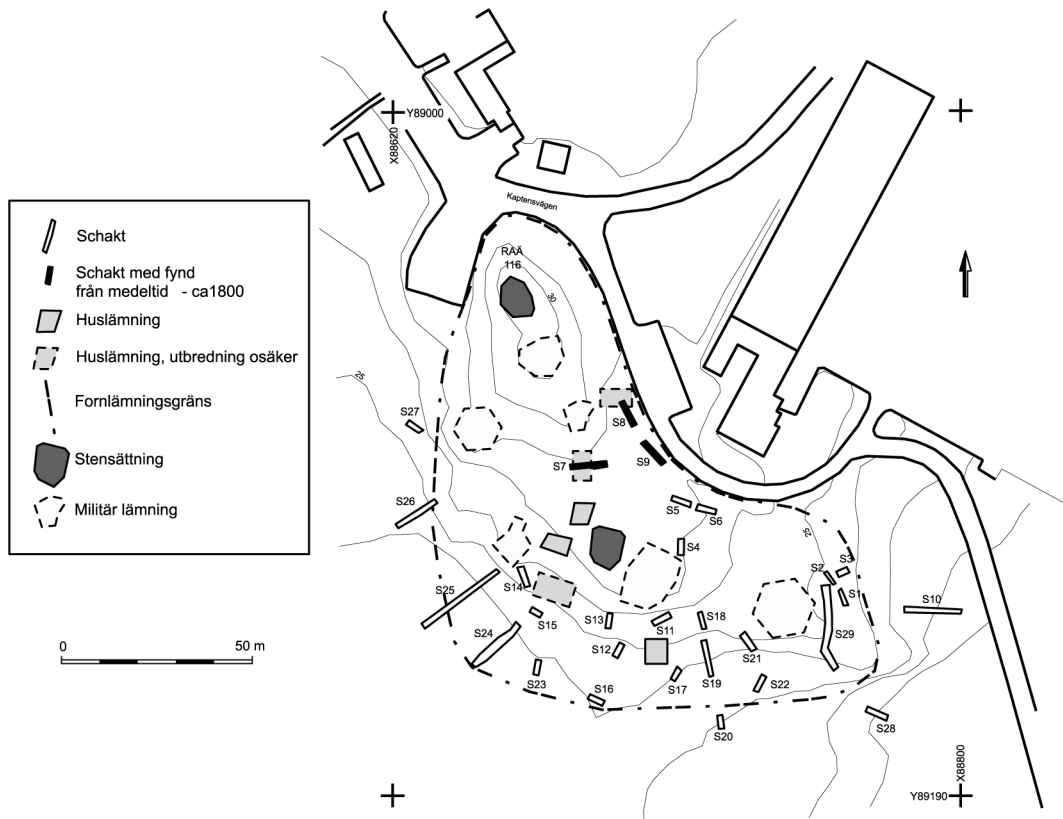 Y89000
X88620
Kaptensvägen
RAÄ
116
30
25
Schakt
Schakt med fynd
från medeltid - ca1800
Huslämning
Huslämning, utbredning osäker
Fornlämningsgräns
Stensättning
Militär lämning
S27
S8
S9
S7
S26
S5
S6
S4
25
S3
S2
S1
S10
S14
S25
S15
S13
S11
S18
S29
S24
S12
S21
S23
S16
S17
S19
S22
S20
S28
0
50 m
X88800
Y89190